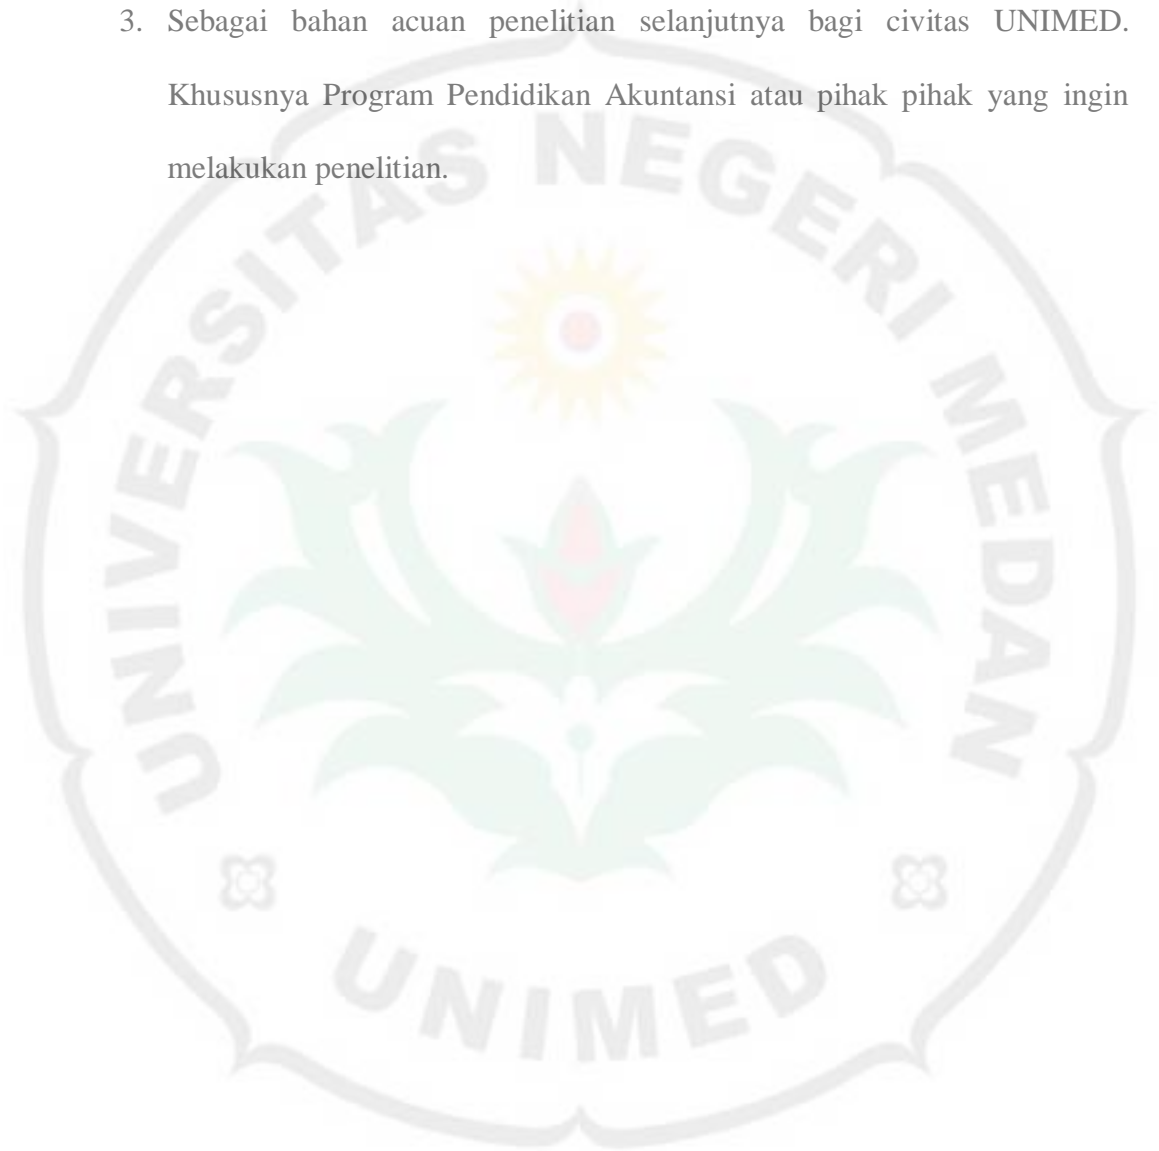 3. Sebagai bahan acuan penelitian selanjutnya bagi civitas UNIMED.
Khususnya Program Pendidikan Akuntansi atau pihak pihak yang ingin
melakukan penelitian.
UNIVERSITAS NEGERI MEDAN
UNIMED